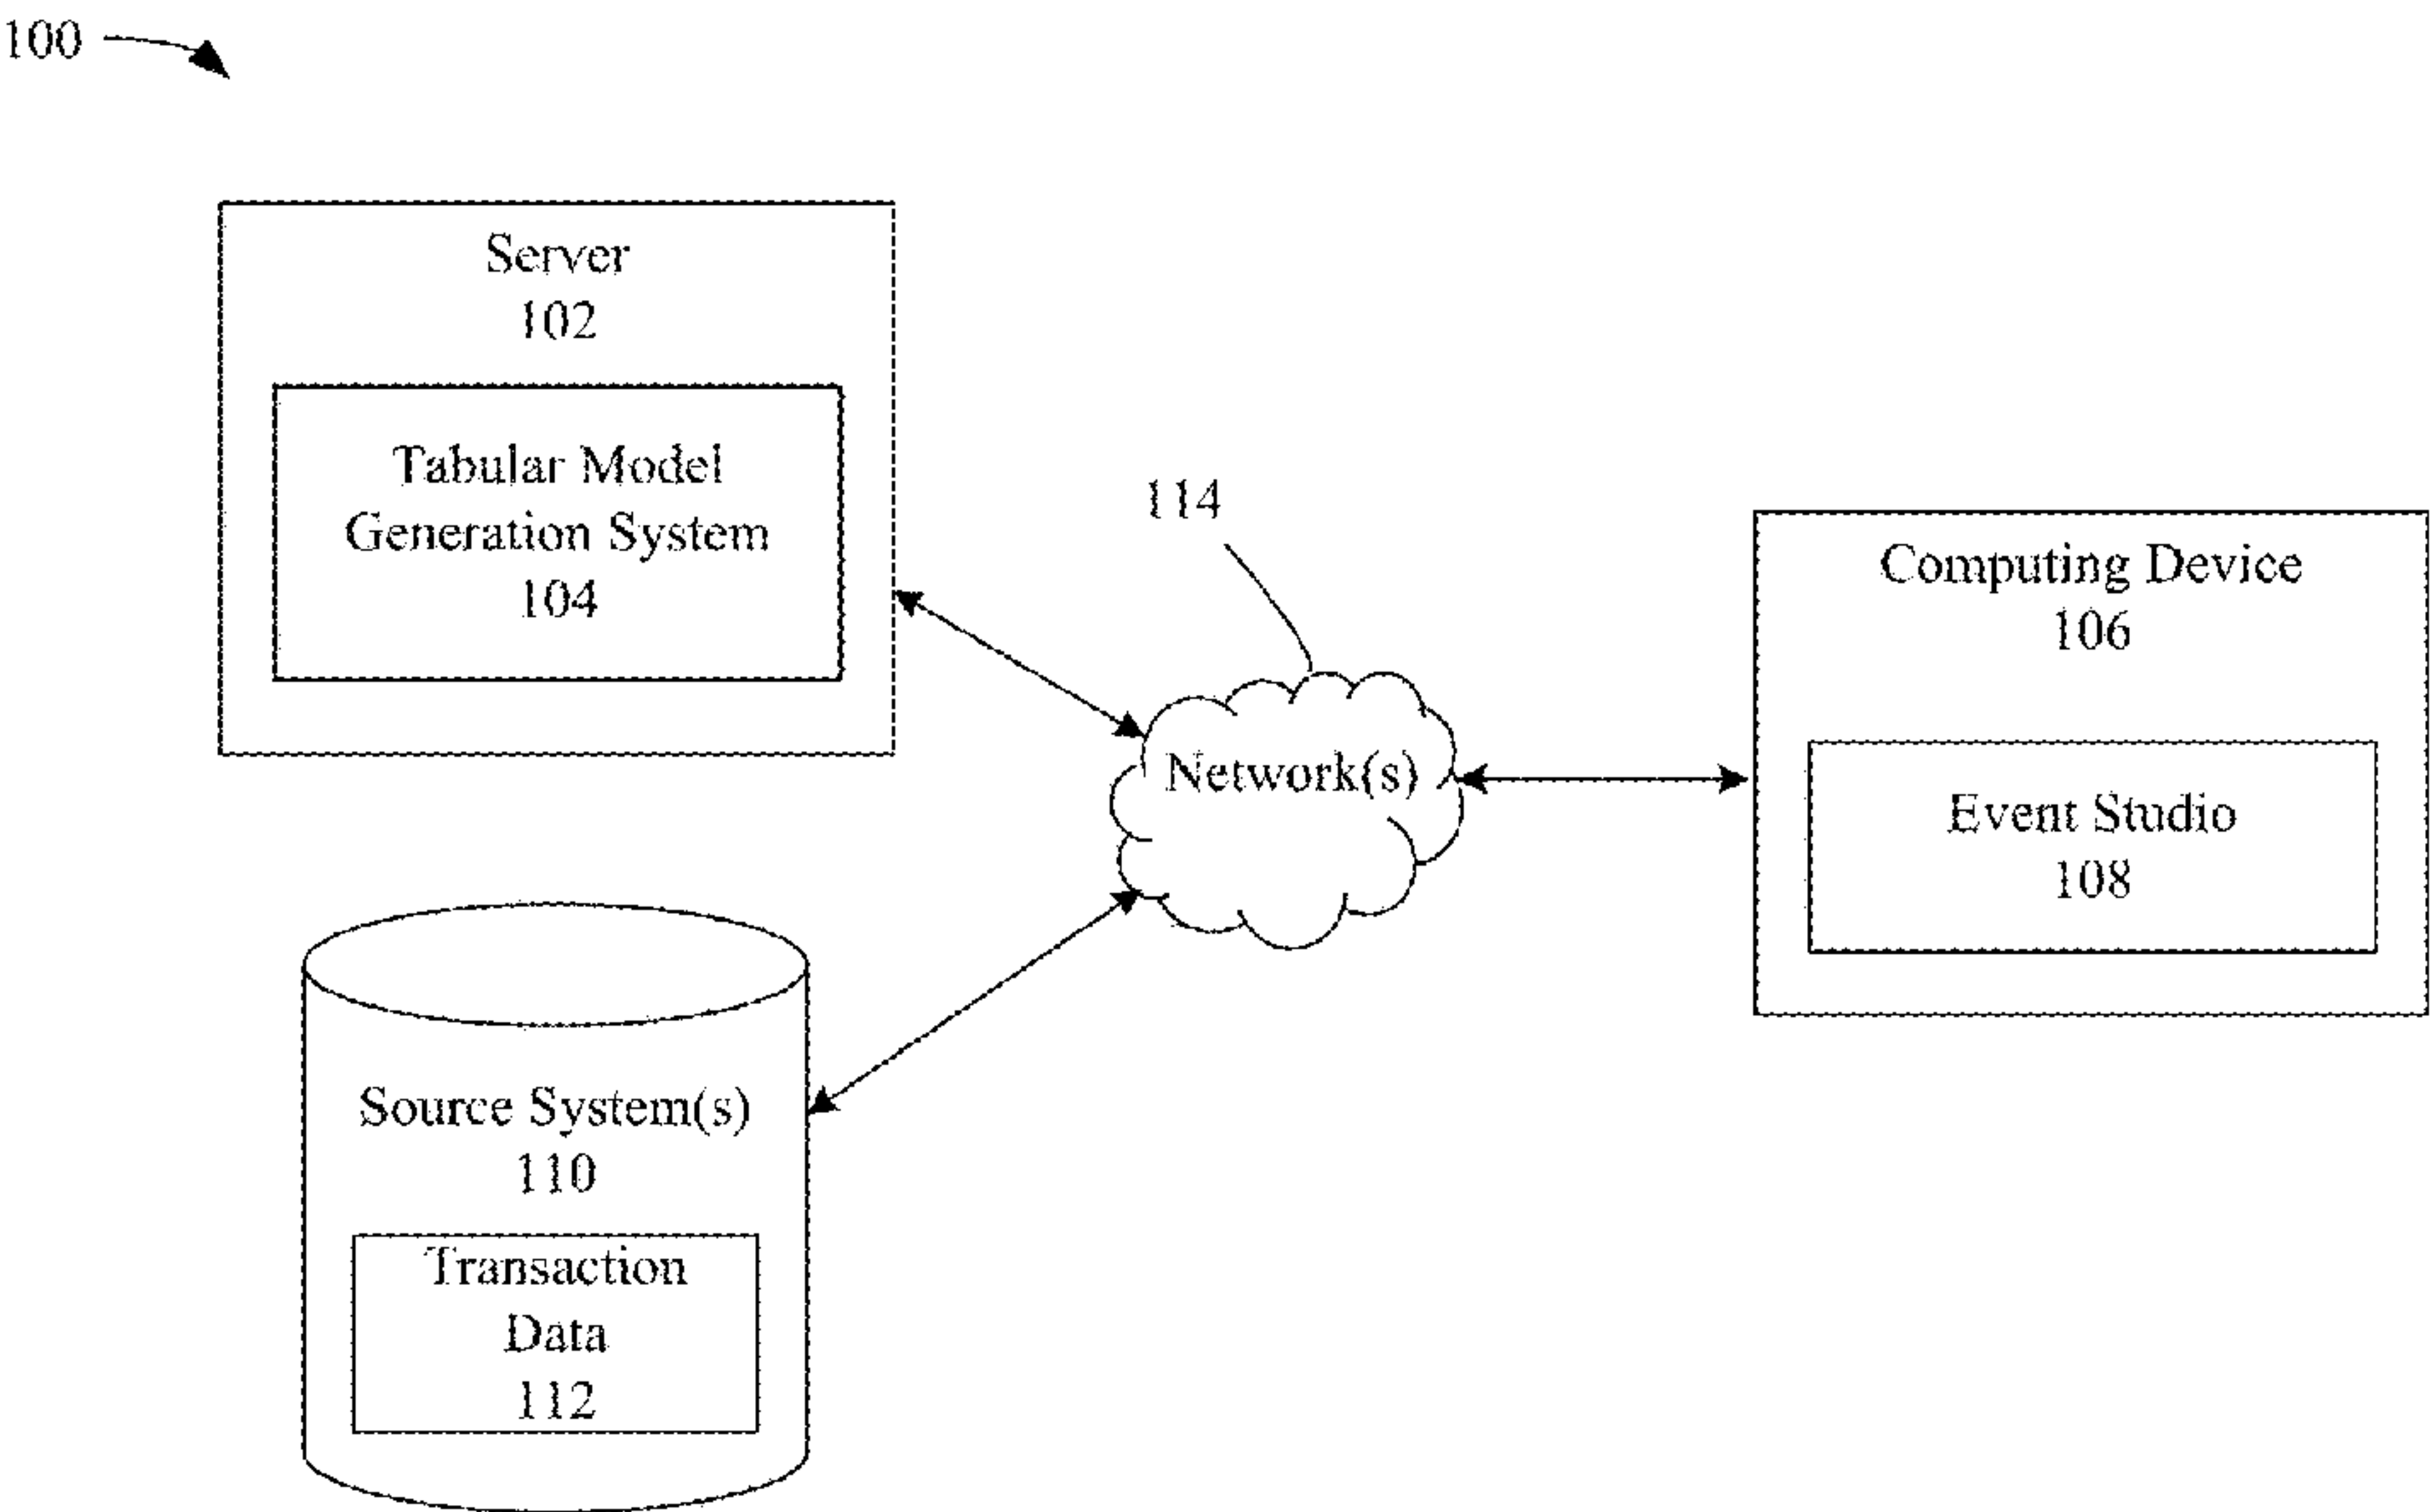 100
Server
102
Tabular Model
Generation System
104
114
Network(s)
Computing Device
106
Event Studio
108
Source System(s)
110
Transaction
Data
112